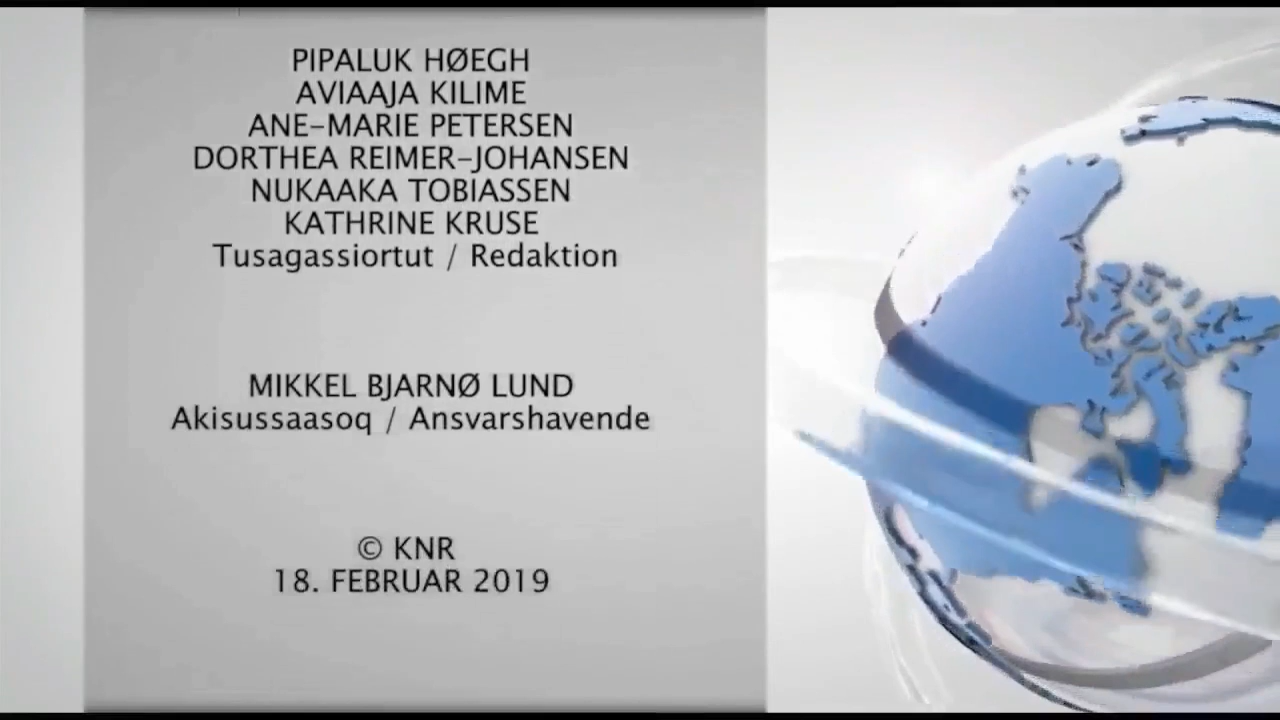 PIPALUK HØEGH
AVIAAJA KILIME
ANE-MARIE PETERSEN
DORTHEA REIMER-JOHANSEN
NUKAAKA TOBIASSEN
KATHRINE KRUSE
Tusagassiortut / Redaktion
MIKKEL BJARNØ LUND
Akisussaasoq / Ansvarshavende
© KNR
18. FEBRUAR 2019